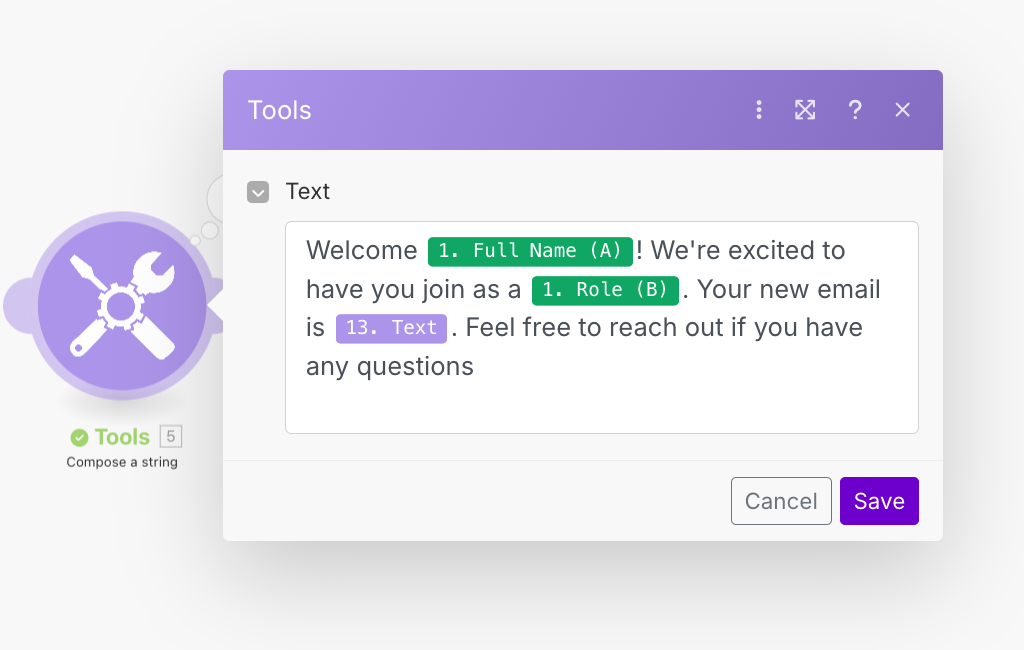 Tools
Text
Welcome 1. Full Name (A)! We're excited to
have you join as a 1. Role (B). Your new email
is 13. Text. Feel free to reach out if you have
any questions
Tools 5
Compose a string
Cancel Save